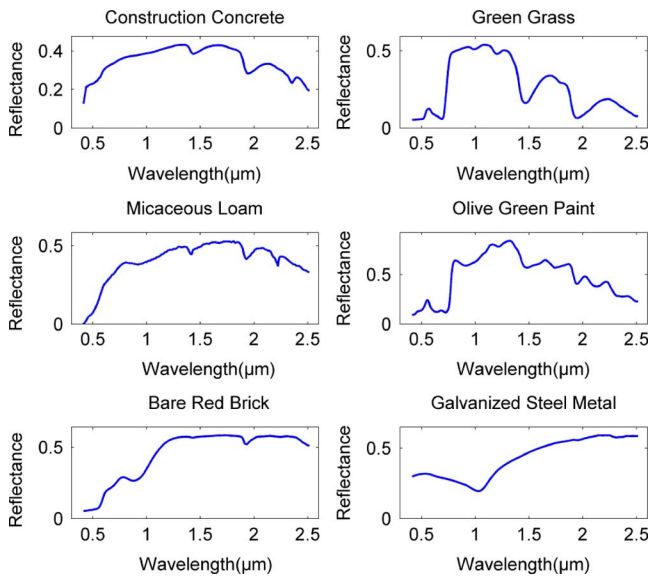 Construction Concrete
Reflectance
0.4
0.2
0
0.5 1 1.5 2 2.5
Wavelength(μm)
Green Grass
Reflectance
0.5
0
0.5 1 1.5 2 2.5
Wavelength(μm)
Micaceous Loam
Reflectance
0.5
0
0.5 1 1.5 2 2.5
Wavelength(μm)
Olive Green Paint
Reflectance
0.5
0
0.5 1 1.5 2 2.5
Wavelength(μm)
Bare Red Brick
Reflectance
0.5
0
0.5 1 1.5 2 2.5
Wavelength(μm)
Galvanized Steel Metal
Reflectance
0.5
0
0.5 1 1.5 2 2.5
Wavelength(μm)